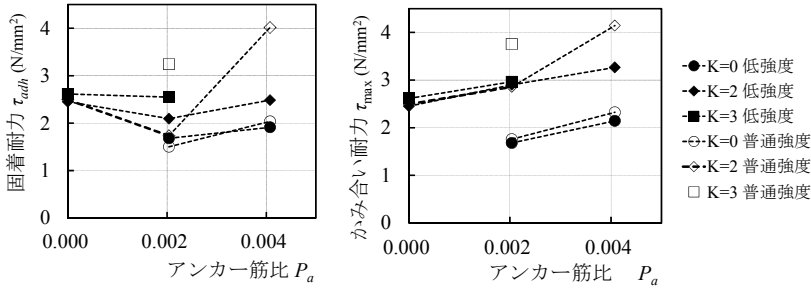 固着耐力 τadh (N/mm²)
4
3
2
1
0
0.000 0.002 0.004
アンカー筋比 Pa
かみ合い耐力 τmax (N/mm²)
4
3
2
1
0
0.000 0.002 0.004
アンカー筋比 Pa
K=0 低強度
K=2 低強度
K=3 低強度
K=0 普通強度
K=2 普通強度
K=3 普通強度